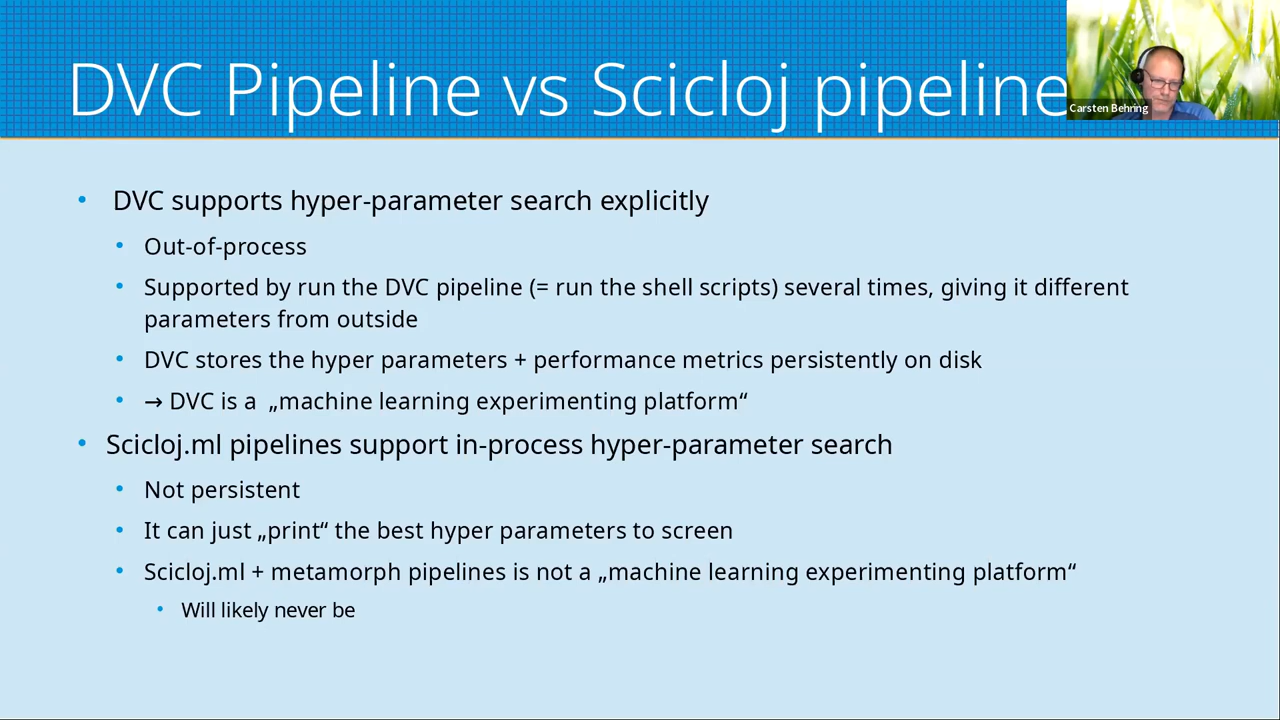 DVC Pipeline vs Scicloj pipeline
Carsten Behring
• DVC supports hyper-parameter search explicitly
• Out-of-process
• Supported by run the DVC pipeline (= run the shell scripts) several times, giving it different
parameters from outside
• DVC stores the hyper parameters + performance metrics persistently on disk
• → DVC is a „machine learning experimenting platform“
• Scicloj.ml pipelines support in-process hyper-parameter search
• Not persistent
• It can just „print“ the best hyper parameters to screen
• Scicloj.ml + metamorph pipelines is not a „machine learning experimenting platform“
• Will likely never be